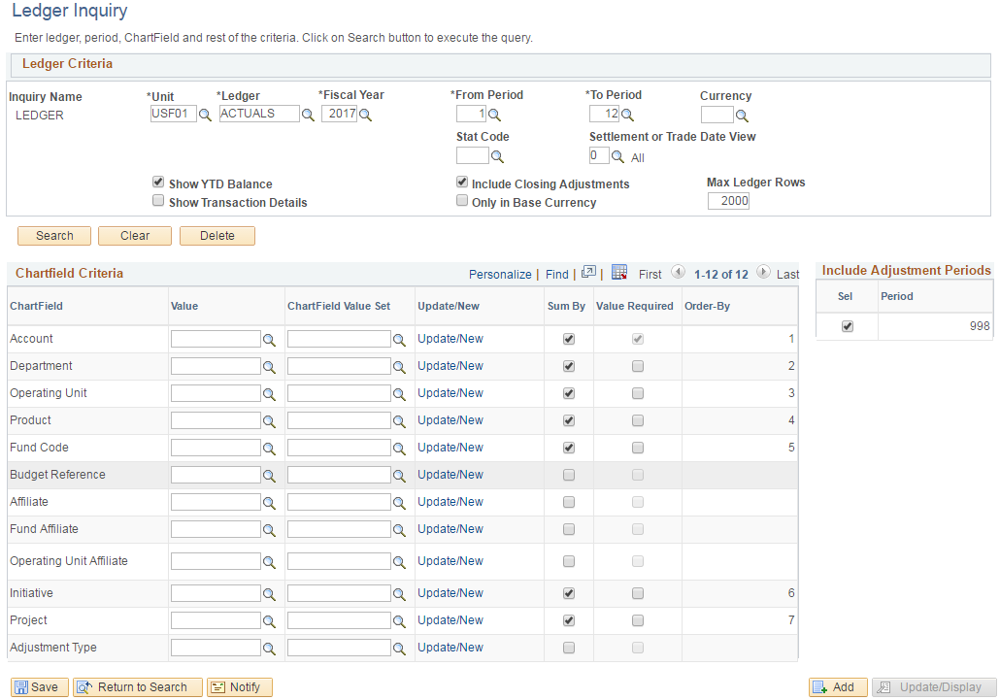 Ledger Inquiry
Enter ledger, period, ChartField and rest of the criteria. Click on Search button to execute the query.
Ledger Criteria
Inquiry Name *Unit *Ledger *Fiscal Year *From Period *To Period Currency
LEDGER USF01 ACTUALS 2017 1 12
Stat Code Settlement or Trade Date View
0 All
Show YTD Balance Include Closing Adjustments Max Ledger Rows
Show Transaction Details Only in Base Currency 2000
Search Clear Delete
Chartfield Criteria Personalize | Find | | First 1-12 of 12 Last Include Adjustment Periods
ChartField Value ChartField Value Set Update/New Sum By Value Required Order-By Sel Period
Account Update/New 1 998
Department Update/New 2
Operating Unit Update/New 3
Product Update/New 4
Fund Code Update/New 5
Budget Reference Update/New
Affiliate Update/New
Fund Affiliate Update/New
Operating Unit Affiliate Update/New
Initiative Update/New 6
Project Update/New 7
Adjustment Type Update/New
Save Return to Search Notify Add Update/Display